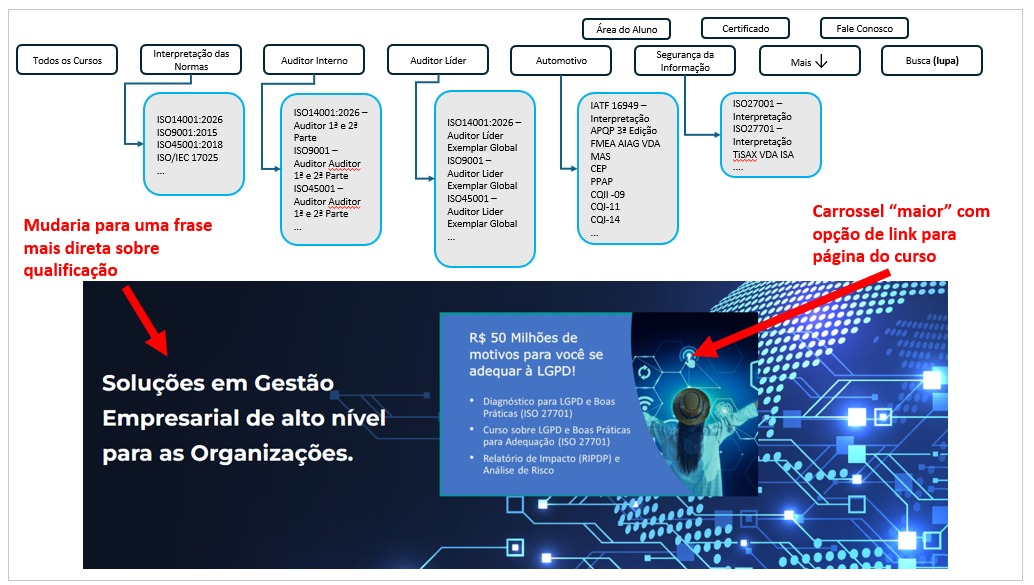 Área do Aluno
Certificado
Fale Conosco
Todos os Cursos
Interpretação das
Normas
Auditor Interno
Auditor Líder
Automotivo
Segurança da
Informação
Mais ↓
Busca (lupa)
ISO14001:2026
ISO9001:2015
ISO45001:2018
ISO/IEC 17025
...
ISO14001:2026 –
Auditor 1ª e 2ª
Parte
ISO9001 –
Auditor Auditor
1ª e 2ª Parte
ISO45001 –
Auditor Auditor
1ª e 2ª Parte
...
ISO14001:2026 –
Auditor Líder
Exemplar Global
ISO9001 –
Auditor Lider
Exemplar Global
ISO45001 –
Auditor Lider
Exemplar Global
...
IATF 16949 –
Interpretação
APQP 3ª Edição
FMEA AIAG VDA
MAS
CEP
PPAP
CQII -09
CQI-11
CQI-14
...
ISO27001 –
Interpretação
ISO27701 –
Interpretação
TiSAX VDA ISA
....
Mudaria para uma frase
mais direta sobre
qualificação
Carrossel “maior” com
opção de link para
página do curso
Soluções em Gestão
Empresarial de alto nível
para as Organizações.
R$ 50 Milhões de
motivos para você se
adequar à LGPD!
• Diagnóstico para LGPD e Boas
Práticas (ISO 27701)
• Curso sobre LGPD e Boas Práticas
para Adequação (ISO 27701)
• Relatório de Impacto (RIPDP) e
Análise de Risco